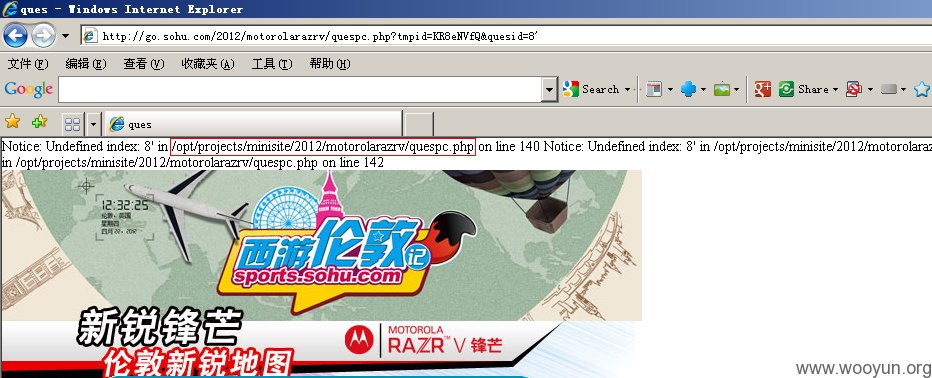 ques - Windows Internet Explorer
http://go.sohu.com/2012/motorolarazrv/quespc.php?tmpid=KR8eNVfQ&quesid=8'
文件(F) 编辑(E) 查看(V) 收藏夹(A) 工具(T) 帮助(H)
Google Search Share
ques
Notice: Undefined index: 8' in /opt/projects/minisite/2012/motorolarazrv/quespc.php on line 140 Notice: Undefined index: 8' in /opt/projects/minisite/2012/motorolaraz
in /opt/projects/minisite/2012/motorolarazrv/quespc.php on line 142
12:32:25
伦敦，英国
星期四
西游伦敦记
sports.sohu.com
新锐锋芒
伦敦新锐地图
MOTOROLA
RAZR V 锋芒
www.wooyun.org